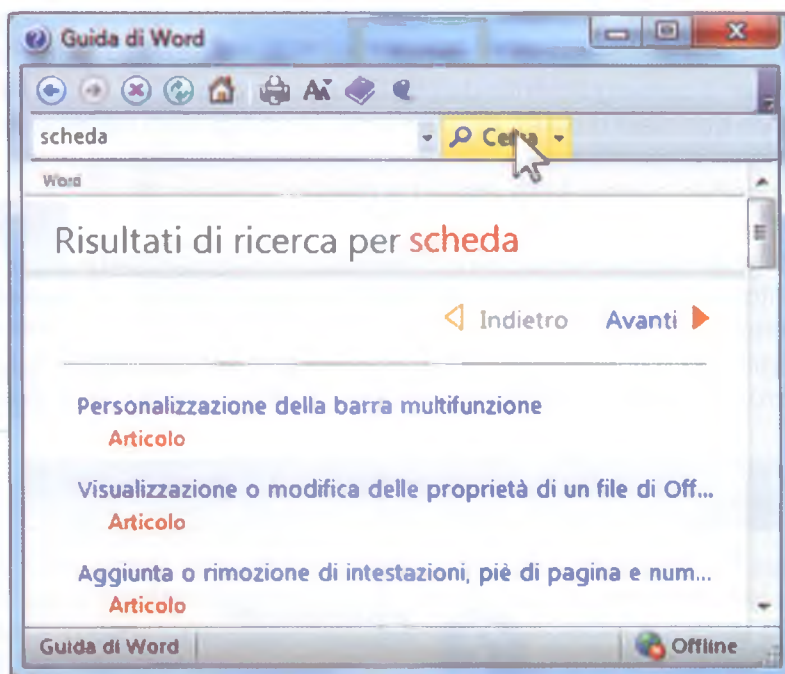 Guida di Word
scheda
Cerca
Word
Risultati di ricerca per scheda
Indietro Avanti
Personalizzazione della barra multifunzione
Articolo
Visualizzazione o modifica delle proprietà di un file di Off...
Articolo
Aggiunta o rimozione di intestazioni, piè di pagina e num...
Articolo
Guida di Word Offline